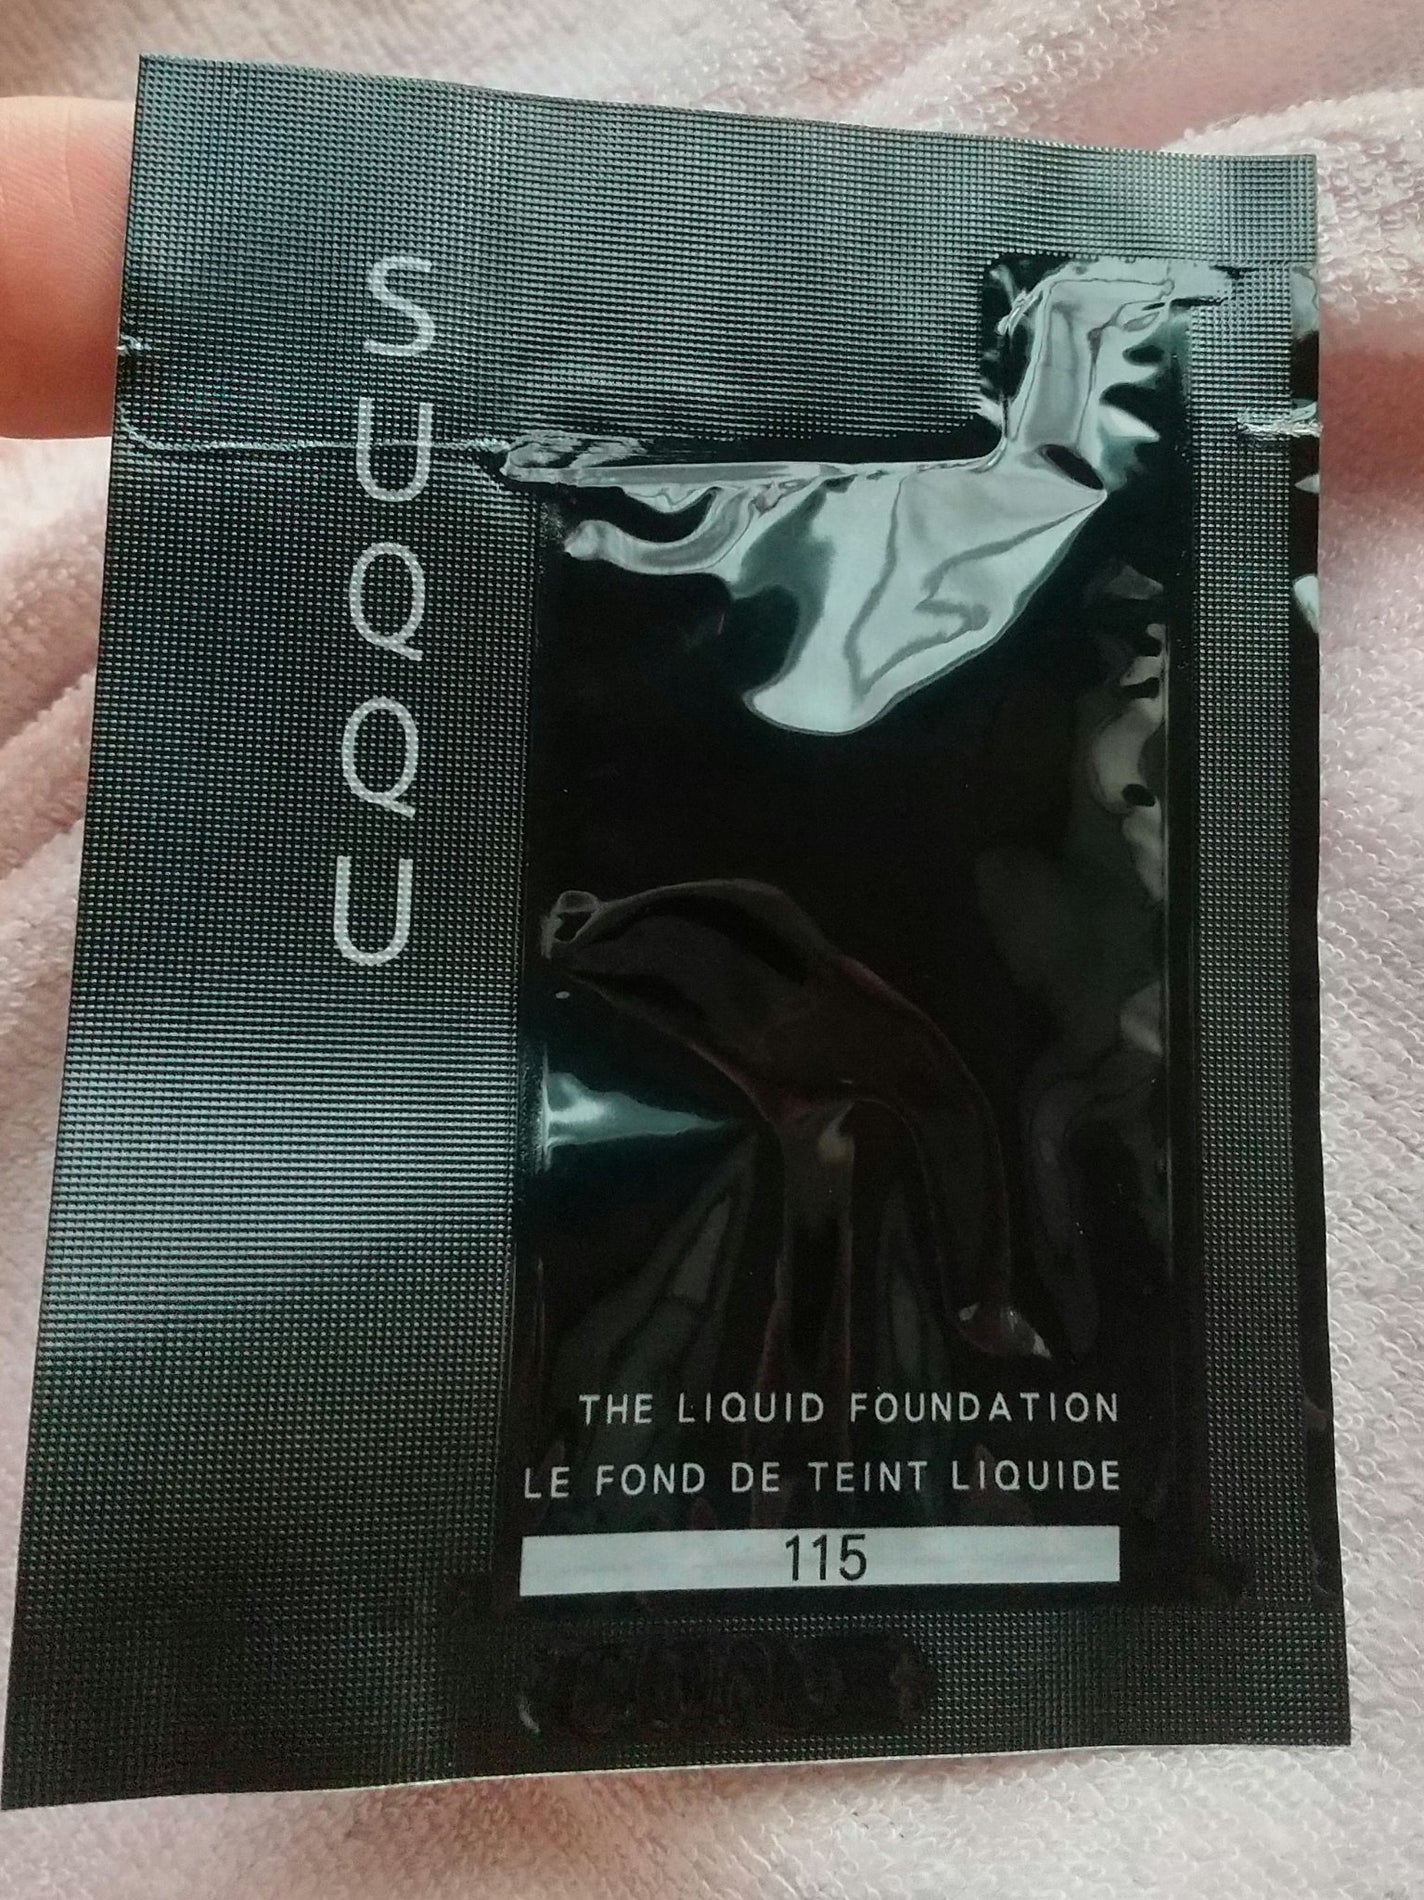 SUQQU
THE LIQUID FOUNDATION
LE FOND DE TEINT LIQUIDE
115